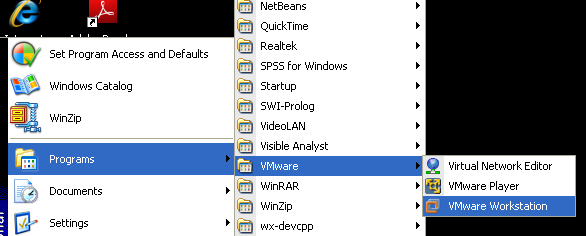 Set Program Access and Defaults
Windows Catalog
WinZip
Programs
Documents
Settings
NetBeans
QuickTime
Realtek
SPSS for Windows
Startup
SWI-Prolog
VideoLAN
Visible Analyst
VMware
WinRAR
WinZip
wx-devcpp
Virtual Network Editor
VMware Player
VMware Workstation